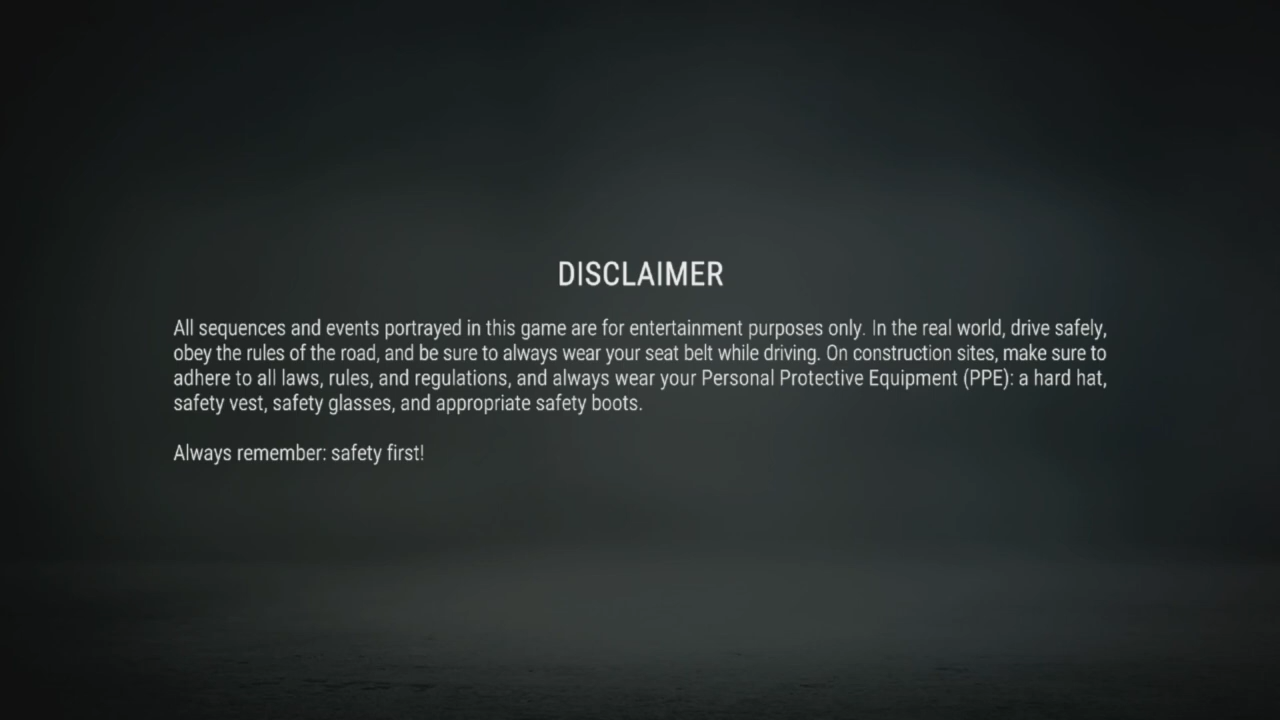 DISCLAIMER
All sequences and events portrayed in this game are for entertainment purposes only. In the real world, drive safely,
obey the rules of the road, and be sure to always wear your seat belt while driving. On construction sites, make sure to
adhere to all laws, rules, and regulations, and always wear your Personal Protective Equipment (PPE): a hard hat,
safety vest, safety glasses, and appropriate safety boots.
Always remember: safety first!